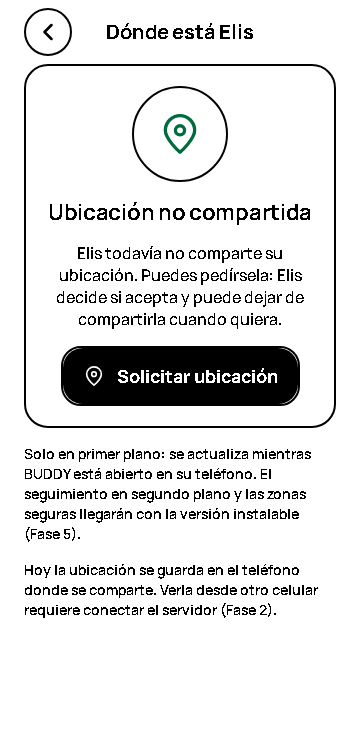 Dónde está Elis
Ubicación no compartida
Elis todavía no comparte su
ubicación. Puedes pedírsela: Elis
decide si acepta y puede dejar de
compartirla cuando quiera.
Solicitar ubicación
Solo en primer plano: se actualiza mientras
BUDDY está abierto en su teléfono. El
seguimiento en segundo plano y las zonas
seguras llegarán con la versión instalable
(Fase 5).
Hoy la ubicación se guarda en el teléfono
donde se comparte. Verla desde otro celular
requiere conectar el servidor (Fase 2).